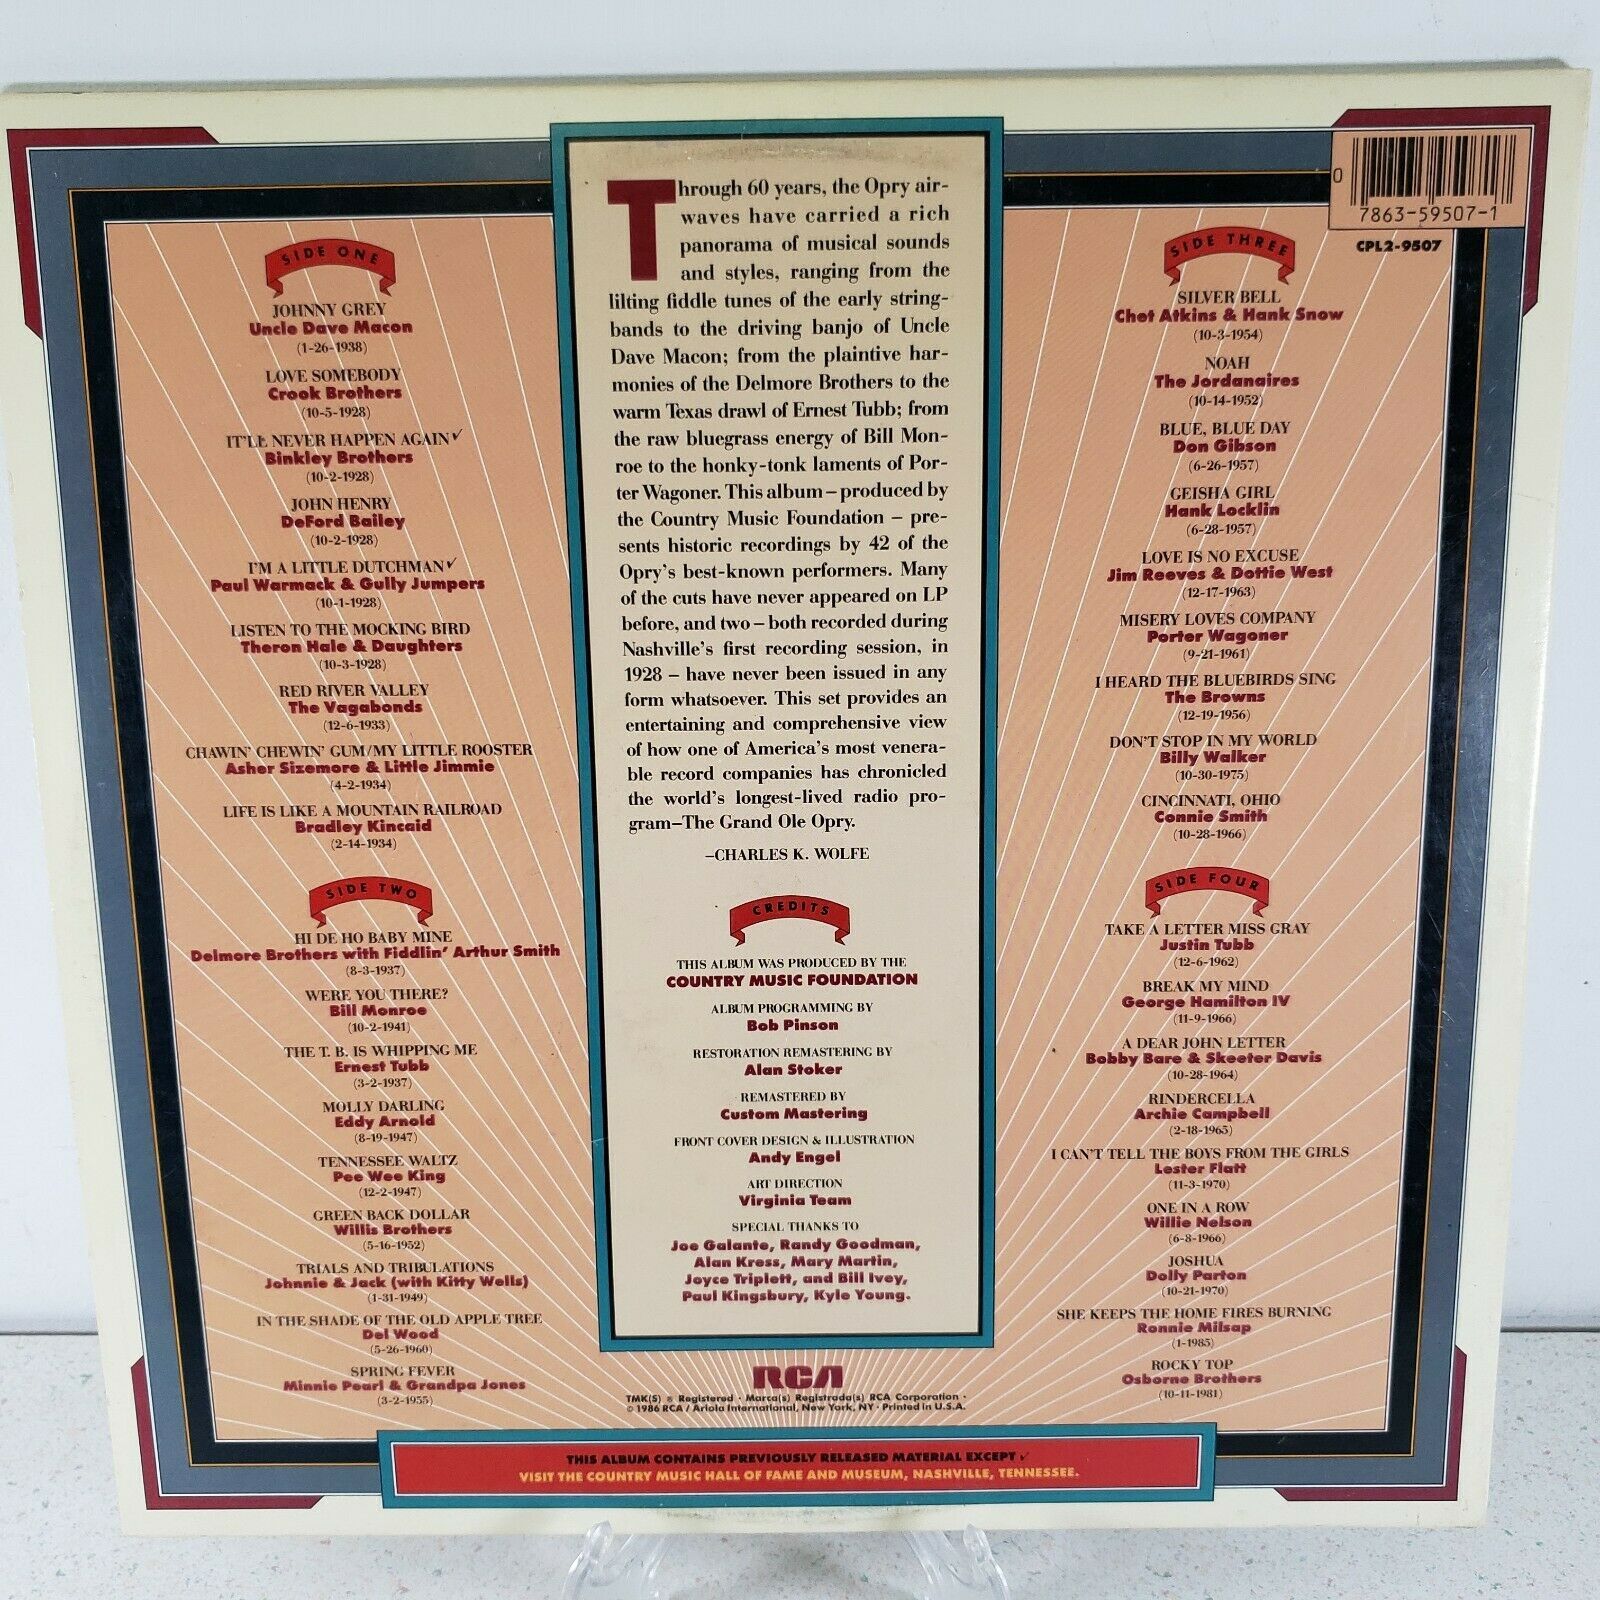 SIDE ONE
JOHNNY GREY
Uncle Dave Macon
(1-26-1938)
LOVE SOMEBODY
Crook Brothers
(10-5-1928)
IT'LL NEVER HAPPEN AGAIN ✓
Binkley Brothers
(10-2-1928)
JOHN HENRY
DeFord Bailey
(10-2-1928)
I'M A LITTLE DUTCHMAN ✓
Paul Warmack & Gully Jumpers
(10-1-1928)
LISTEN TO THE MOCKING BIRD
Theron Hale & Daughters
(10-3-1928)
RED RIVER VALLEY
The Vagabonds
(12-6-1933)
CHAWIN' CHEWIN' GUM/MY LITTLE ROOSTER
Asher Sizemore & Little Jimmie
(4-2-1934)
LIFE IS LIKE A MOUNTAIN RAILROAD
Bradley Kincaid
(2-14-1934)
SIDE TWO
HI DE HO BABY MINE
Delmore Brothers with Fiddlin' Arthur Smith
(8-3-1937)
WERE YOU THERE?
Bill Monroe
(10-2-1941)
THE T. B. IS WHIPPING ME
Ernest Tubb
(3-2-1937)
MOLLY DARLING
Eddy Arnold
(8-19-1947)
TENNESSEE WALTZ
Pee Wee King
(12-2-1947)
GREEN BACK DOLLAR
Willis Brothers
(5-16-1952)
TRIALS AND TRIBULATIONS
Johnnie & Jack (with Kitty Wells)
(1-31-1949)
IN THE SHADE OF THE OLD APPLE TREE
Del Wood
(5-26-1960)
SPRING FEVER
Minnie Pearl & Grandpa Jones
(3-2-1955)
Through 60 years, the Opry air-
waves have carried a rich
panorama of musical sounds
and styles, ranging from the
lilting fiddle tunes of the early string-
bands to the driving banjo of Uncle
Dave Macon; from the plaintive har-
monies of the Delmore Brothers to the
warm Texas drawl of Ernest Tubb; from
the raw bluegrass energy of Bill Mon-
roe to the honky-tonk laments of Por-
ter Wagoner. This album – produced by
the Country Music Foundation – pre-
sents historic recordings by 42 of the
Opry's best-known performers. Many
of the cuts have never appeared on LP
before, and two – both recorded during
Nashville's first recording session, in
1928 – have never been issued in any
form whatsoever. This set provides an
entertaining and comprehensive view
of how one of America's most venera-
ble record companies has chronicled
the world's longest-lived radio pro-
gram–The Grand Ole Opry.
–CHARLES K. WOLFE
CREDITS
THIS ALBUM WAS PRODUCED BY THE
COUNTRY MUSIC FOUNDATION
ALBUM PROGRAMMING BY
Bob Pinson
RESTORATION REMASTERING BY
Alan Stoker
REMASTERED BY
Custom Mastering
FRONT COVER DESIGN & ILLUSTRATION
Andy Engel
ART DIRECTION
Virginia Team
SPECIAL THANKS TO
Joe Galante, Randy Goodman,
Alan Kress, Mary Martin,
Joyce Triplett, and Bill Ivey,
Paul Kingsbury, Kyle Young.
RCA
TMK(S) ® Registered • Marca(s) Registrada(s) RCA Corporation •
© 1986 RCA / Ariola International, New York, NY • Printed in U.S.A.
0
7863-59507-1
CPL2-9507
SIDE THREE
SILVER BELL
Chet Atkins & Hank Snow
(10-3-1954)
NOAH
The Jordanaires
(10-14-1952)
BLUE, BLUE DAY
Don Gibson
(6-26-1957)
GEISHA GIRL
Hank Locklin
(6-28-1957)
LOVE IS NO EXCUSE
Jim Reeves & Dottie West
(12-17-1963)
MISERY LOVES COMPANY
Porter Wagoner
(9-21-1961)
I HEARD THE BLUEBIRDS SING
The Browns
(12-19-1956)
DON'T STOP IN MY WORLD
Billy Walker
(10-30-1975)
CINCINNATI, OHIO
Connie Smith
(10-28-1966)
SIDE FOUR
TAKE A LETTER MISS GRAY
Justin Tubb
(12-6-1962)
BREAK MY MIND
George Hamilton IV
(11-9-1966)
A DEAR JOHN LETTER
Bobby Bare & Skeeter Davis
(10-28-1964)
RINDERCELLA
Archie Campbell
(2-18-1965)
I CAN'T TELL THE BOYS FROM THE GIRLS
Lester Flatt
(11-3-1970)
ONE IN A ROW
Willie Nelson
(6-8-1966)
JOSHUA
Dolly Parton
(10-21-1970)
SHE KEEPS THE HOME FIRES BURNING
Ronnie Milsap
(1-1985)
ROCKY TOP
Osborne Brothers
(10-11-1981)
THIS ALBUM CONTAINS PREVIOUSLY RELEASED MATERIAL EXCEPT ✓
VISIT THE COUNTRY MUSIC HALL OF FAME AND MUSEUM, NASHVILLE, TENNESSEE.